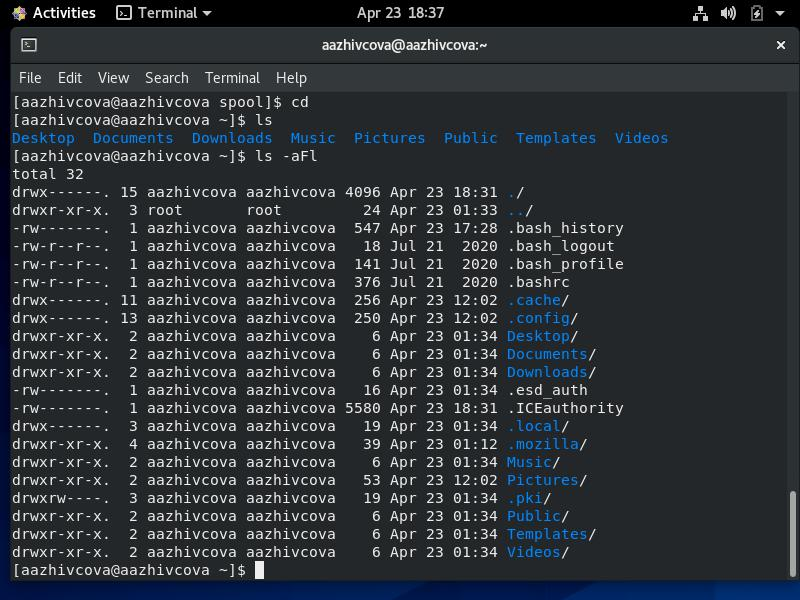 Activities Terminal Apr 23 18:37
aazhivcova@aazhivcova:~
File Edit View Search Terminal Help
[aazhivcova@aazhivcova spool]$ cd
[aazhivcova@aazhivcova ~]$ ls
Desktop  Documents  Downloads  Music  Pictures  Public  Templates  Videos
[aazhivcova@aazhivcova ~]$ ls -aFl
total 32
drwx------. 15 aazhivcova aazhivcova 4096 Apr 23 18:31 ./
drwxr-xr-x.  3 root       root         24 Apr 23 01:33 ../
-rw-------.  1 aazhivcova aazhivcova  547 Apr 23 17:28 .bash_history
-rw-r--r--.  1 aazhivcova aazhivcova   18 Jul 21  2020 .bash_logout
-rw-r--r--.  1 aazhivcova aazhivcova  141 Jul 21  2020 .bash_profile
-rw-r--r--.  1 aazhivcova aazhivcova  376 Jul 21  2020 .bashrc
drwx------. 11 aazhivcova aazhivcova  256 Apr 23 12:02 .cache/
drwx------. 13 aazhivcova aazhivcova  250 Apr 23 12:02 .config/
drwxr-xr-x.  2 aazhivcova aazhivcova    6 Apr 23 01:34 Desktop/
drwxr-xr-x.  2 aazhivcova aazhivcova    6 Apr 23 01:34 Documents/
drwxr-xr-x.  2 aazhivcova aazhivcova    6 Apr 23 01:34 Downloads/
-rw-------.  1 aazhivcova aazhivcova   16 Apr 23 01:34 .esd_auth
-rw-------.  1 aazhivcova aazhivcova 5580 Apr 23 18:31 .ICEauthority
drwx------.  3 aazhivcova aazhivcova   19 Apr 23 01:34 .local/
drwxr-xr-x.  4 aazhivcova aazhivcova   39 Apr 23 01:12 .mozilla/
drwxr-xr-x.  2 aazhivcova aazhivcova    6 Apr 23 01:34 Music/
drwxr-xr-x.  2 aazhivcova aazhivcova   53 Apr 23 12:02 Pictures/
drwxrw----.  3 aazhivcova aazhivcova   19 Apr 23 01:34 .pki/
drwxr-xr-x.  2 aazhivcova aazhivcova    6 Apr 23 01:34 Public/
drwxr-xr-x.  2 aazhivcova aazhivcova    6 Apr 23 01:34 Templates/
drwxr-xr-x.  2 aazhivcova aazhivcova    6 Apr 23 01:34 Videos/
[aazhivcova@aazhivcova ~]$